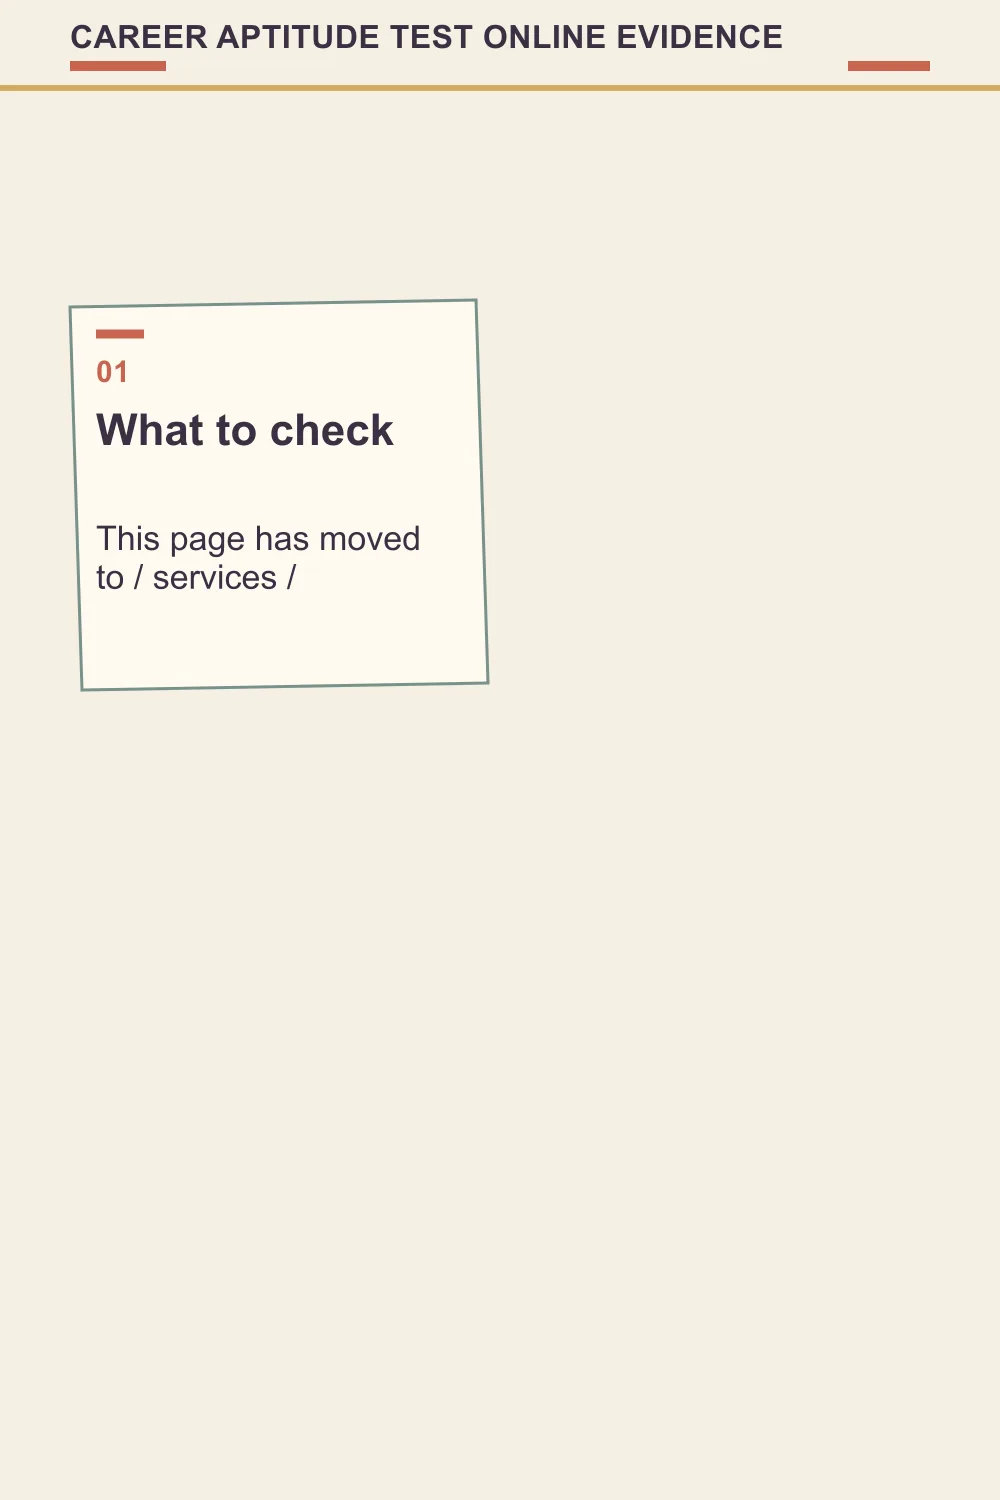 CAREER APTITUDE TEST ONLINE EVIDENCE
01
What to check
This page has moved
to / services /